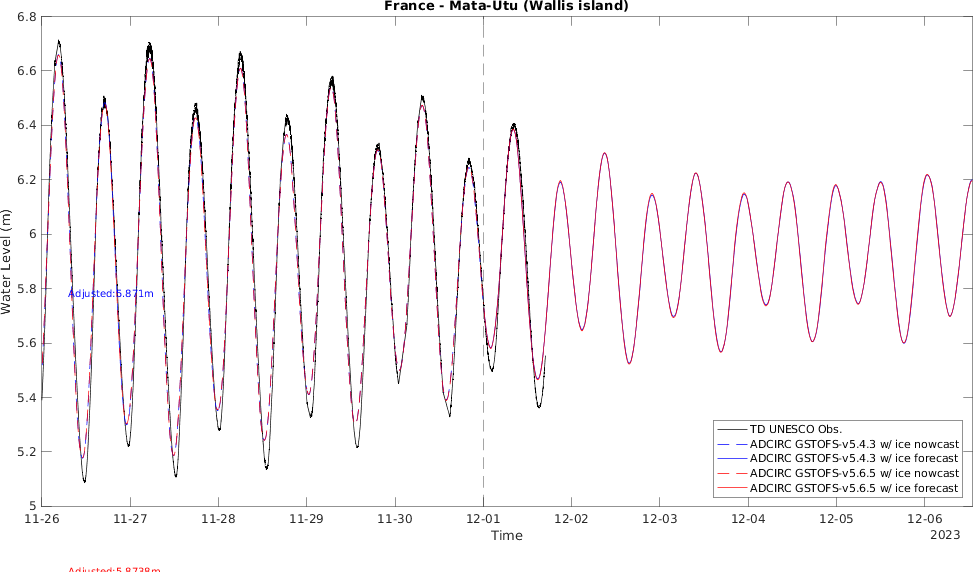 France - Mata-Utu (Wallis island)
6.8
6.6
6.4
6.2
6
5.8
5.6
5.4
5.2
5
Water Level (m)
Adjusted:5.871m
TD UNESCO Obs.
ADCIRC GSTOFS-v5.4.3 w/ ice nowcast
ADCIRC GSTOFS-v5.4.3 w/ ice forecast
ADCIRC GSTOFS-v5.6.5 w/ ice nowcast
ADCIRC GSTOFS-v5.6.5 w/ ice forecast
11-26 11-27 11-28 11-29 11-30 12-01 12-02 12-03 12-04 12-05 12-06
Time
2023
Adjusted:5.8738m